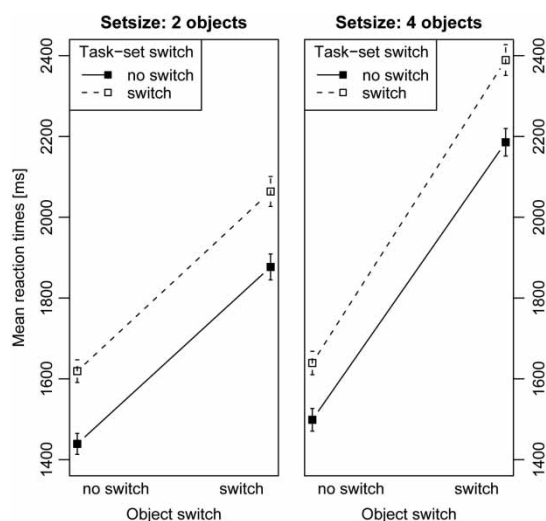 Setsize: 2 objects
Setsize: 4 objects
Task-set switch
no switch
switch
Task-set switch
no switch
switch
Mean reaction times [ms]
2400
2200
2000
1800
1600
1400
2400
2200
2000
1800
1600
1400
no switch
switch
no switch
switch
Object switch
Object switch